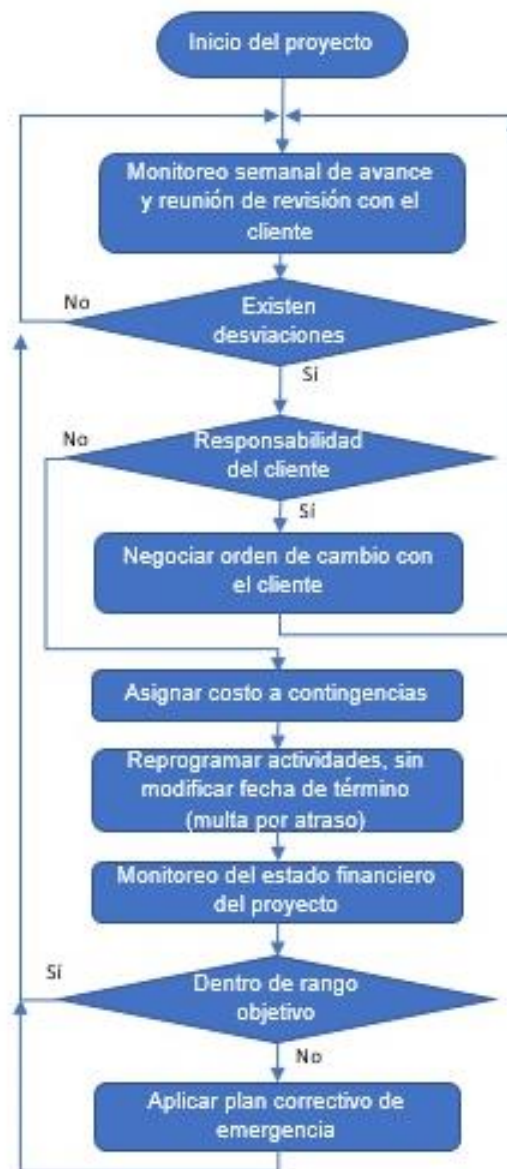 Inicio del proyecto
Monitoreo semanal de avance
y reunión de revisión con el
cliente
No
Existen
desviaciones
Sí
No
Responsabilidad
del cliente
Sí
Negociar orden de cambio con
el cliente
Asignar costo a contingencias
Reprogramar actividades, sin
modificar fecha de término
(multa por atraso)
Monitoreo del estado financiero
del proyecto
Sí
Dentro de rango
objetivo
No
Aplicar plan correctivo de
emergencia